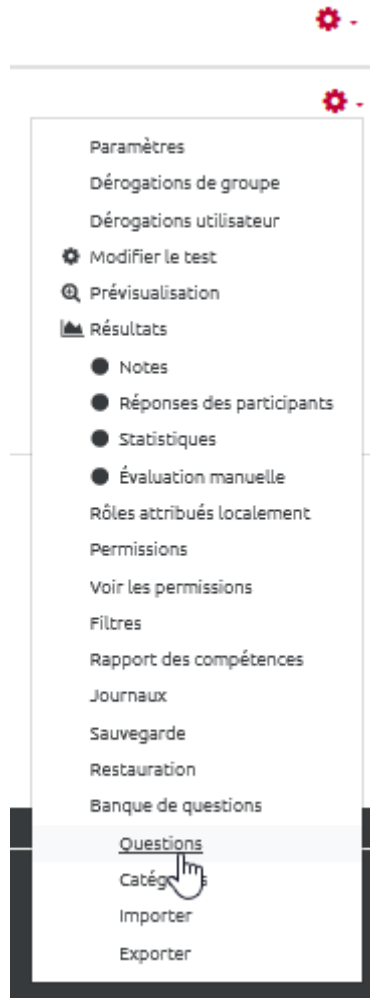 Paramètres
Dérogations de groupe
Dérogations utilisateur
Modifier le test
Prévisualisation
Résultats
Notes
Réponses des participants
Statistiques
Évaluation manuelle
Rôles attribués localement
Permissions
Voir les permissions
Filtres
Rapport des compétences
Journaux
Sauvegarde
Restauration
Banque de questions
Questions
Importer
Exporter